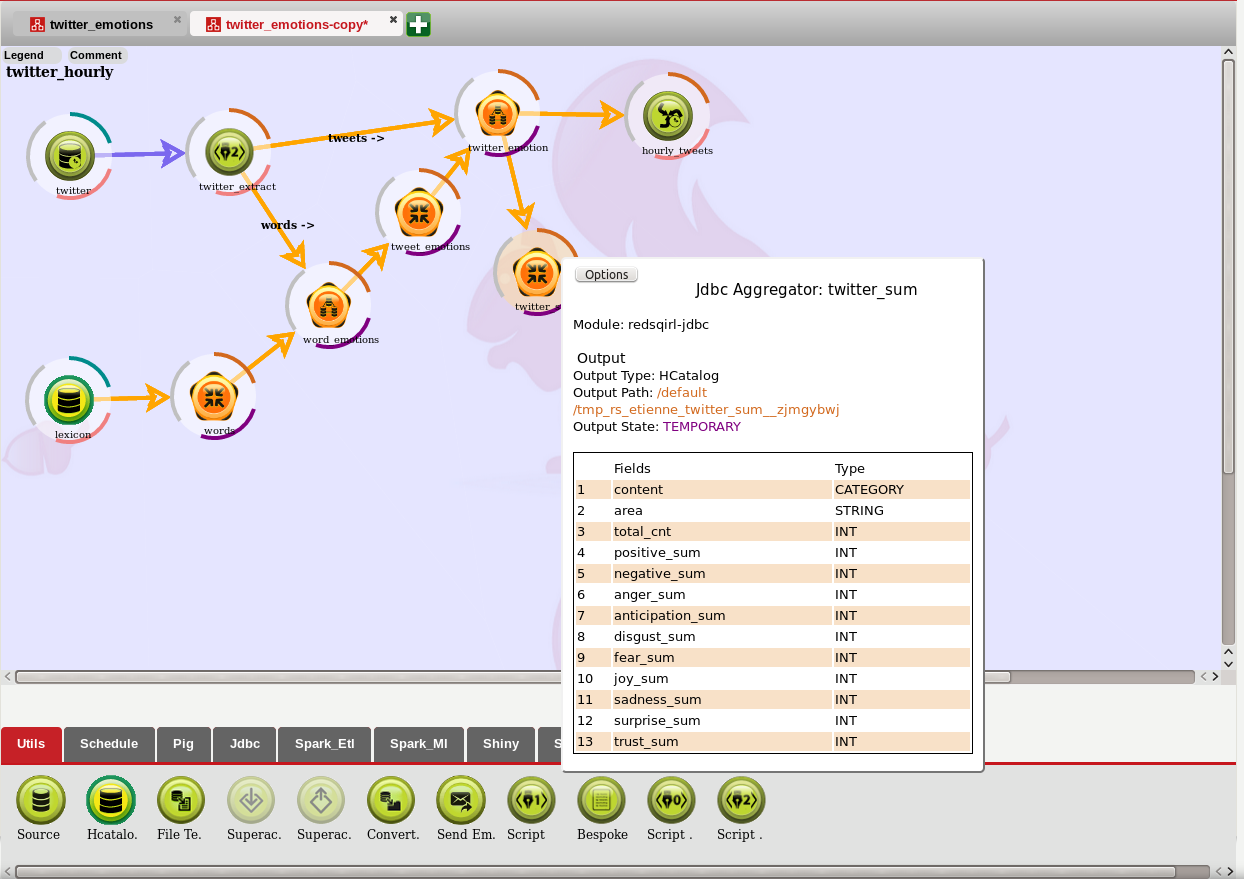 twitter_emotions
twitter_emotions-copy*
Legend
Comment
twitter_hourly
tweets ->
twitter_emotion
hourly_tweets
twitter
twitter_extract
words ->
tweet_emotions
twitter_s
word_emotions
lexicon
words
Options
Jdbc Aggregator: twitter_sum
Module: redsqirl-jdbc
Output
Output Type: HCatalog
Output Path: /default
/tmp_rs_etienne_twitter_sum__zjmgybwj
Output State: TEMPORARY
Fields Type
1 content CATEGORY
2 area STRING
3 total_cnt INT
4 positive_sum INT
5 negative_sum INT
6 anger_sum INT
7 anticipation_sum INT
8 disgust_sum INT
9 fear_sum INT
10 joy_sum INT
11 sadness_sum INT
12 surprise_sum INT
13 trust_sum INT
Utils Schedule Pig Jdbc Spark_Etl Spark_Ml Shiny S
Source Hcatalo. File Te. Superac. Superac. Convert. Send Em. Script Bespoke Script . Script .